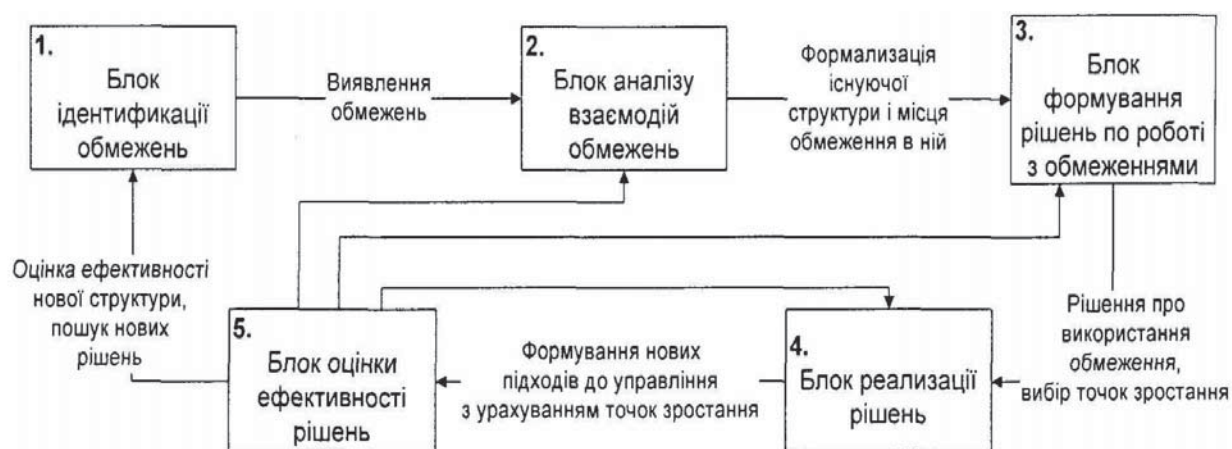 1.
Блок
ідентификації
обмежень
Виявлення
обмежень
2.
Блок аналізу
взаємодій
обмежень
Формализація
існуючої
структури і місця
обмеження в ній
3.
Блок
формування
рішень по роботі
з обмеженнями
Оцінка ефективності
нової структури,
пошук нових
рішень
5.
Блок оцінки
ефективності
рішень
Формування нових
підходів до управління
з урахуванням точок зростання
4.
Блок реализації
рішень
Рішення про
використання
обмеження,
вибір точок зростання